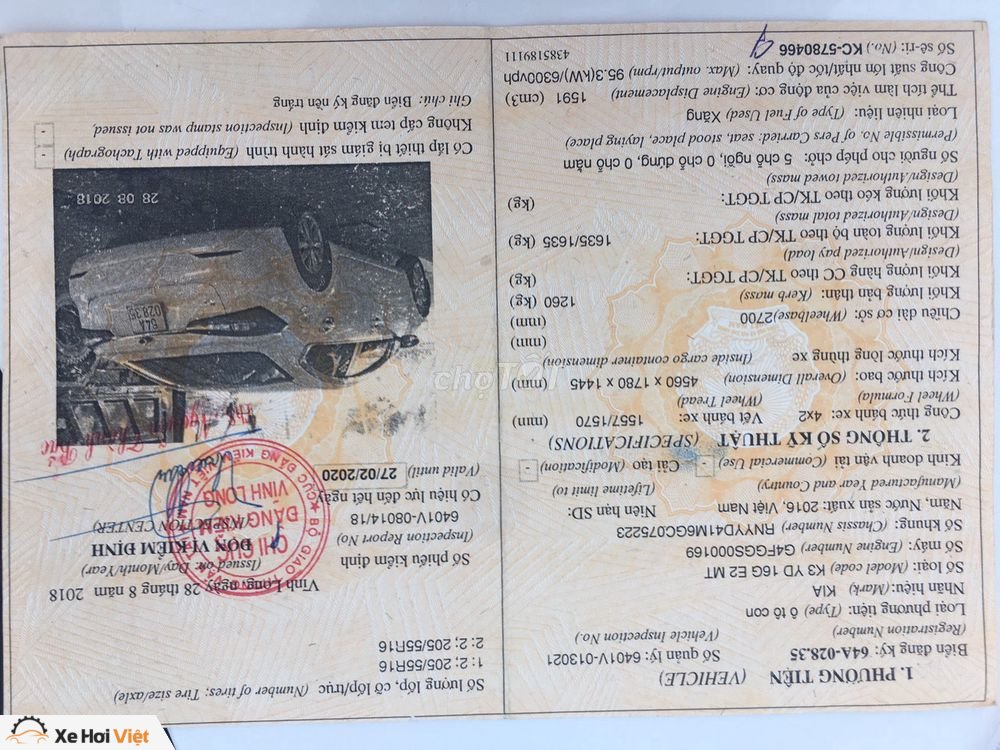 1. PHƯƠNG TIỆN (VEHICLE)
Biển đăng ký: 64A-028.35 Số quản lý: 6401V-013021
(Registration Number) (Vehicle Inspection No.)
Loại phương tiện: (Type) ô tô con
Nhãn hiệu: (Mark) KIA
Số loại: (Model code) K3 YD 16G E2 MT
Số máy: (Engine Number) G4FGGS000169
Số khung: (Chassis Number) RNYYD41M6GC075223
Năm, Nước sản xuất: 2016, Việt Nam Niên hạn SD:
(Manufactured Year and Country) (Lifetime limit to)
Kinh doanh vận tải (Commercial Use) - Cải tạo (Modification) -
2. THÔNG SỐ KỸ THUẬT (SPECIFICATIONS)
Công thức bánh xe: 4x2 Vết bánh xe: 1557/1570 (mm)
(Wheel Formula) (Wheel Tread)
Kích thước bao: (Overall Dimension) 4560 x 1780 x 1445 (mm)
Kích thước lòng thùng xe (Inside cargo container dimension)
(mm)
Chiều dài cơ sở: (Wheelbase) 2700 (mm)
Khối lượng bản thân: (Kerb mass) 1260 (kg)
Khối lượng hàng CC theo TK/CP TGGT: (kg)
(Design/Authorized pay load)
Khối lượng toàn bộ theo TK/CP TGGT: 1635/1635 (kg)
(Design/Authorized total mass)
Khối lượng kéo theo TK/CP TGGT: (kg)
(Design/Authorized towed mass)
Số người cho phép chở: 5 chỗ ngồi, 0 chỗ đứng, 0 chỗ nằm
(Permissible No. of Pers Carried: seat, stood place, laying place)
Loại nhiên liệu: (Type of Fuel Used) Xăng
Thể tích làm việc của động cơ: (Engine Displacement) 1591 (cm3)
Công suất lớn nhất/tốc độ quay: (Max. output/rpm) 95.3(kW)/6300vph
Số sê-ri: (No.) KC-5780466 4385189111
Số lượng lốp, cỡ lốp/trục (Number of tires: Tire size/axle)
1: 2; 205/55R16
2: 2; 205/55R16
Vĩnh Long, ngày 28 tháng 8 năm 2018
(Issued on: Day/Month/Year)
Số phiếu kiểm định ĐƠN VỊ KIỂM ĐỊNH
(Inspection Report No) (INSPECTION CENTER)
6401V-08014/18
Có hiệu lực đến hết ngày
(Valid until) 27/02/2020
CHI CỤC
ĐĂNG KIỂM
VĨNH LONG
64A
028.35
28 08 2018
Có lắp thiết bị giám sát hành trình (Equipped with Tachograph) -
Không cấp tem kiểm định (Inspection stamp was not issued) -
Ghi chú: Biển đăng ký nền trắng
chợTỐT
Xe Hơi Việt